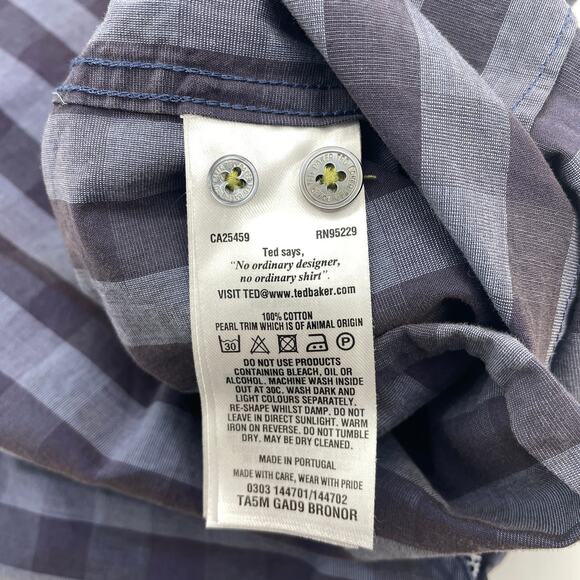 CA25459 RN95229
Ted says,
"No ordinary designer,
no ordinary shirt".
VISIT TED@www.tedbaker.com
100% COTTON
PEARL TRIM WHICH IS OF ANIMAL ORIGIN
30 P
DO NOT USE PRODUCTS
CONTAINING BLEACH, OIL OR
ALCOHOL. MACHINE WASH INSIDE
OUT AT 30C. WASH DARK AND
LIGHT COLOURS SEPARATELY.
RE-SHAPE WHILST DAMP. DO NOT
LEAVE IN DIRECT SUNLIGHT. WARM
IRON ON REVERSE. DO NOT TUMBLE
DRY. MAY BE DRY CLEANED.
MADE IN PORTUGAL
MADE WITH CARE, WEAR WITH PRIDE
0303 144701/144702
TA5M GAD9 BRONOR